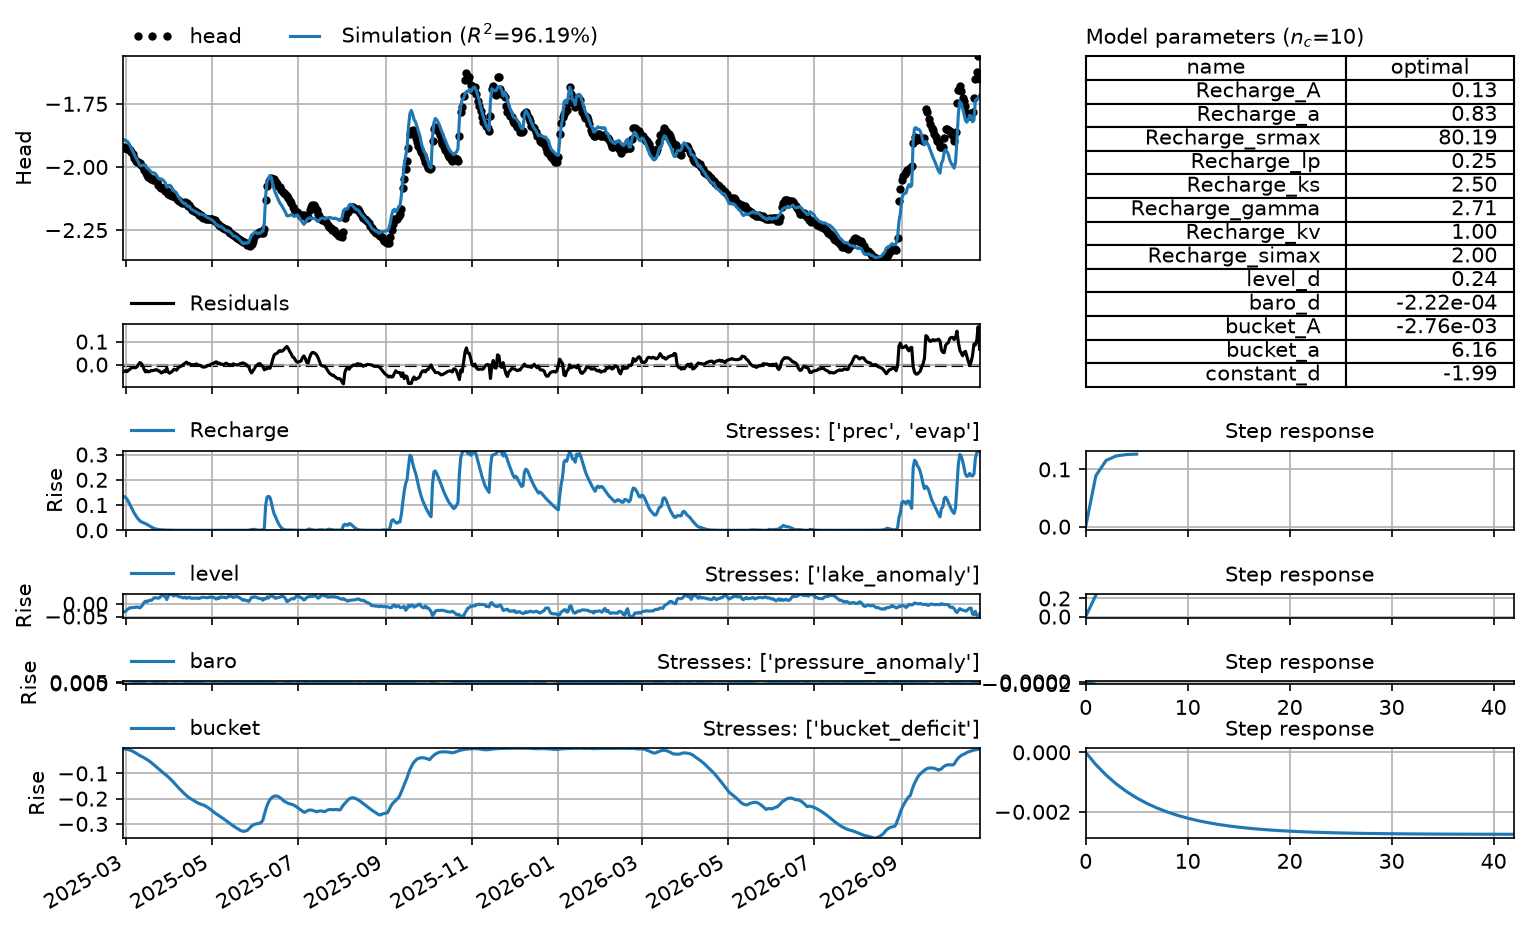 head
Simulation (R²=96.19%)
Head
−1.75
−2.00
−2.25
Residuals
0.1
0.0
Recharge
Stresses: ['prec', 'evap']
Rise
0.3
0.2
0.1
0.0
level
Stresses: ['lake_anomaly']
Rise
0.00
−0.05
baro
Stresses: ['pressure_anomaly']
Rise
bucket
Stresses: ['bucket_deficit']
Rise
−0.1
−0.2
−0.3
2025-03
2025-05
2025-07
2025-09
2025-11
2026-01
2026-03
2026-05
2026-07
2026-09
Model parameters (n_c=10)
name optimal
Recharge_A 0.13
Recharge_a 0.83
Recharge_srmax 80.19
Recharge_lp 0.25
Recharge_ks 2.50
Recharge_gamma 2.71
Recharge_kv 1.00
Recharge_simax 2.00
level_d 0.24
baro_d -2.22e-04
bucket_A -2.76e-03
bucket_a 6.16
constant_d -1.99
Step response
0.1
0.0
Step response
0.2
0.0
Step response
0 10 20 30 40
Step response
0.000
−0.002
0 10 20 30 40